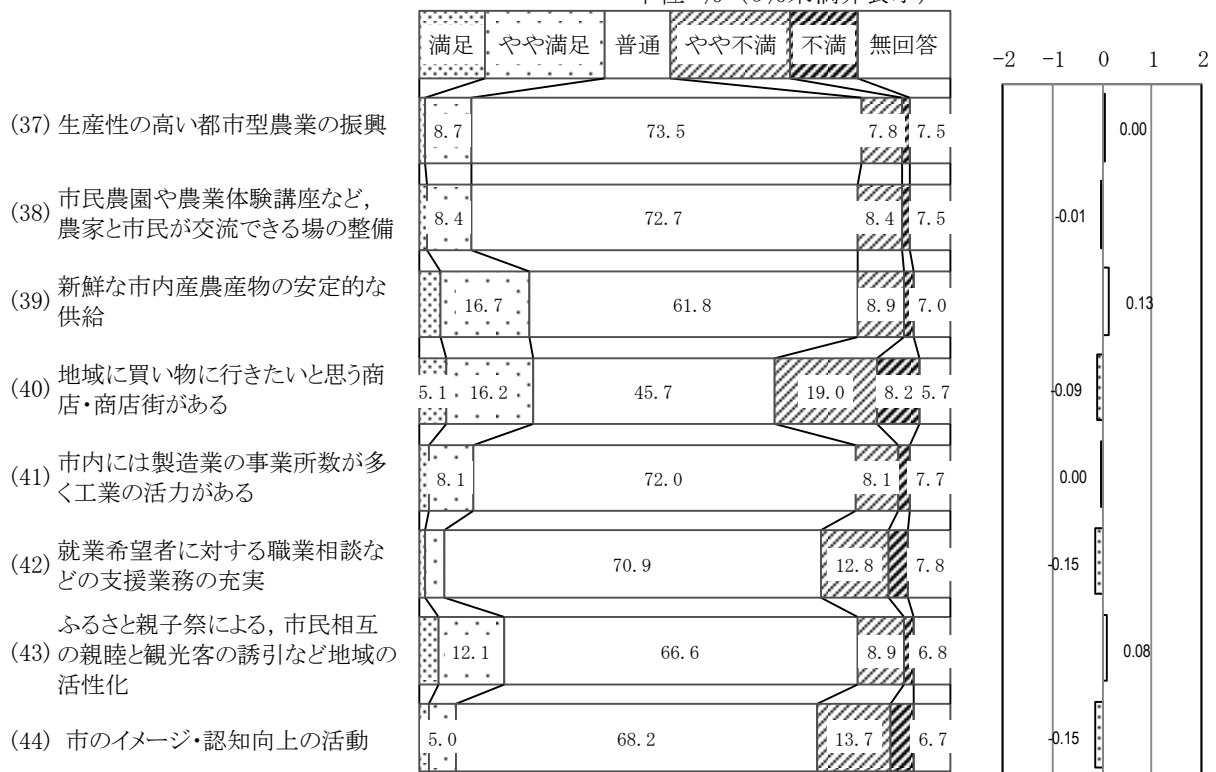 満足 やや満足 普通 やや不満 不満 無回答
-2 -1 0 1 2
(37) 生産性の高い都市型農業の振興 8.7 73.5 7.8 7.5 0.00
(38) 市民農園や農業体験講座など，
農家と市民が交流できる場の整備 8.4 72.7 8.4 7.5 -0.01
(39) 新鮮な市内産農産物の安定的な
供給 16.7 61.8 8.9 7.0 0.13
(40) 地域に買い物に行きたいと思う商
店・商店街がある 5.1 16.2 45.7 19.0 8.2 5.7 -0.09
(41) 市内には製造業の事業所数が多
く工業の活力がある 8.1 72.0 8.1 7.7 0.00
(42) 就業希望者に対する職業相談な
どの支援業務の充実 70.9 12.8 7.8 -0.15
ふるさと親子祭による，市民相互
(43) の親睦と観光客の誘引など地域の 12.1 66.6 8.9 6.8 0.08
活性化
(44) 市のイメージ・認知向上の活動 5.0 68.2 13.7 6.7 -0.15